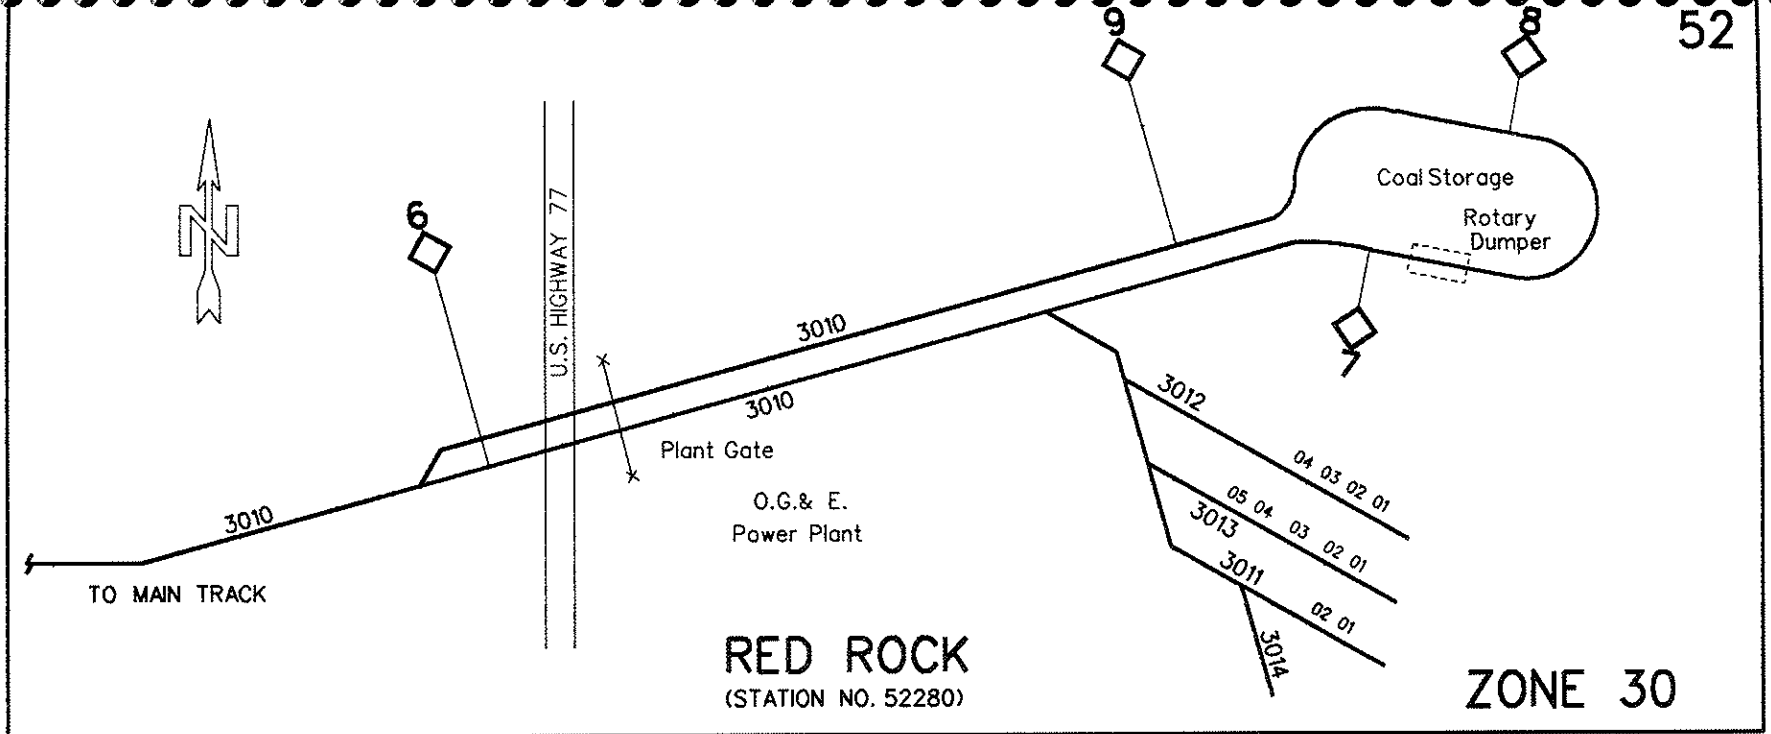 52
9
8
N
6
U.S. HIGHWAY 77
Coal Storage
Rotary
Dumper
7
3010
3010
3010
Plant Gate
O.G.& E.
Power Plant
TO MAIN TRACK
3012
04 03 02 01
05 04 03 02 01
3013
3011
02 01
3014
RED ROCK
(STATION NO. 52280)
ZONE 30